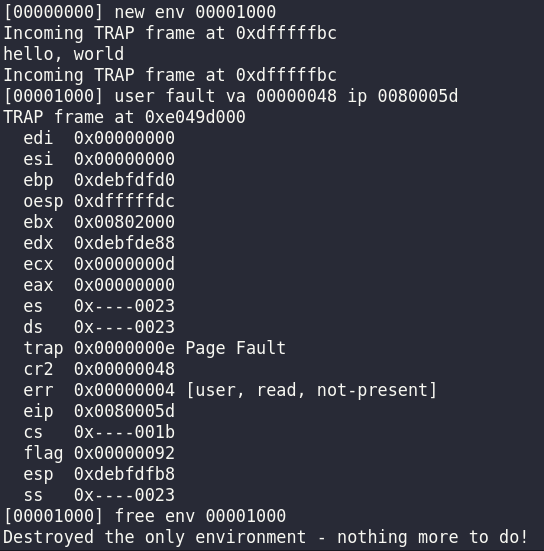 [00000000] new env 00001000
Incoming TRAP frame at 0xdfffffbc
hello, world
Incoming TRAP frame at 0xdfffffbc
[00001000] user fault va 00000048 ip 0080005d
TRAP frame at 0xe049d000
  edi  0x00000000
  esi  0x00000000
  ebp  0xdebfdfd0
  oesp 0xdfffffdc
  ebx  0x00802000
  edx  0xdebfde88
  ecx  0x0000000d
  eax  0x00000000
  es   0x----0023
  ds   0x----0023
  trap 0x0000000e Page Fault
  cr2  0x00000048
  err  0x00000004 [user, read, not-present]
  eip  0x0080005d
  cs   0x----001b
  flag 0x00000092
  esp  0xdebfdfb8
  ss   0x----0023
[00001000] free env 00001000
Destroyed the only environment - nothing more to do!